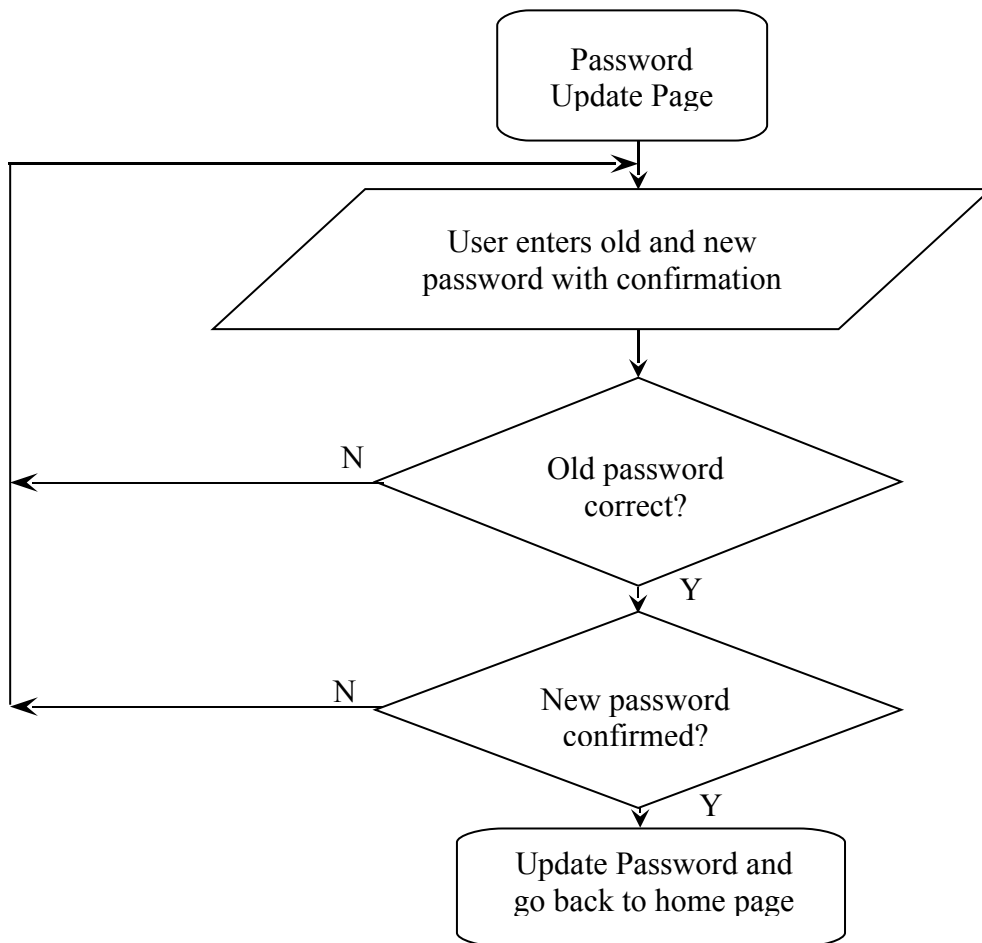 Password
Update Page
User enters old and new
password with confirmation
N
Old password
correct?
Y
N
New password
confirmed?
Y
Update Password and
go back to home page